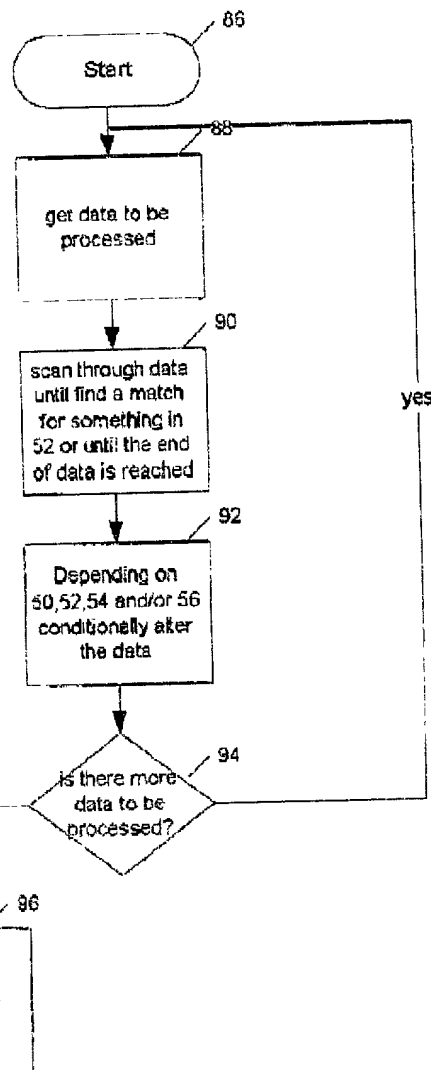 86
Start
88
get data to be
processed
90
scan through data
until find a match
for something in
52 or until the end
of data is reached
yes
92
Depending on
50,52,54 and/or 56
conditionally alter
the data
94
is there more
data to be
processed?
96